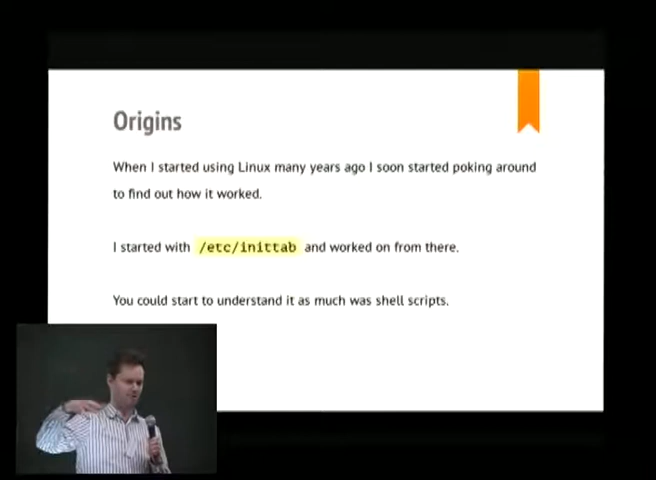 Origins
When I started using Linux many years ago I soon started poking around
to find out how it worked.
I started with /etc/inittab and worked on from there.
You could start to understand it as much was shell scripts.